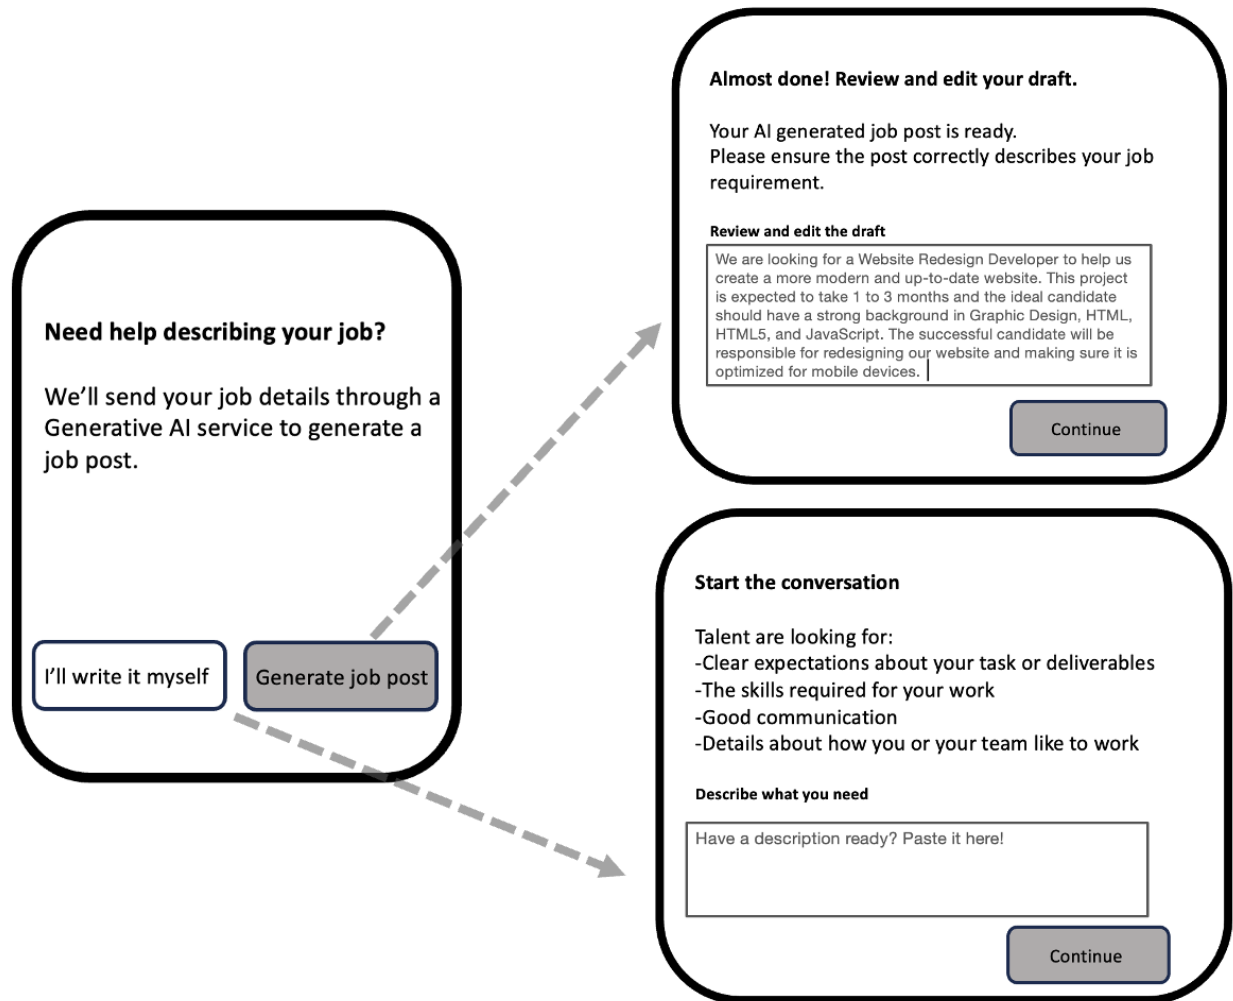 Need help describing your job?
We’ll send your job details through a
Generative AI service to generate a
job post.
I’ll write it myself
Generate job post
Almost done! Review and edit your draft.
Your AI generated job post is ready.
Please ensure the post correctly describes your job
requirement.
Review and edit the draft
We are looking for a Website Redesign Developer to help us
create a more modern and up-to-date website. This project
is expected to take 1 to 3 months and the ideal candidate
should have a strong background in Graphic Design, HTML,
HTML5, and JavaScript. The successful candidate will be
responsible for redesigning our website and making sure it is
optimized for mobile devices.
Continue
Start the conversation
Talent are looking for:
-Clear expectations about your task or deliverables
-The skills required for your work
-Good communication
-Details about how you or your team like to work
Describe what you need
Have a description ready? Paste it here!
Continue